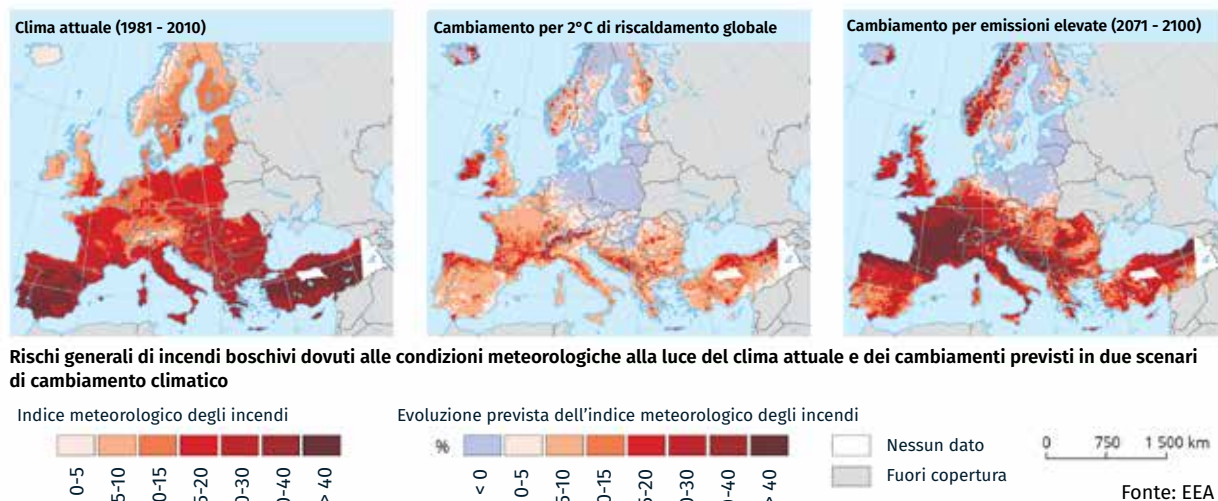 Clima attuale (1981 - 2010)
Cambiamento per 2°C di riscaldamento globale
Cambiamento per emissioni elevate (2071 - 2100)
Rischi generali di incendi boschivi dovuti alle condizioni meteorologiche alla luce del clima attuale e dei cambiamenti previsti in due scenari
di cambiamento climatico
Indice meteorologico degli incendi
0-5
5-10
> 40
Evoluzione prevista dell'indice meteorologico degli incendi
%
< 0
0-5
5-10
> 40
Nessun dato
Fuori copertura
0 750 1 500 km
Fonte: EEA